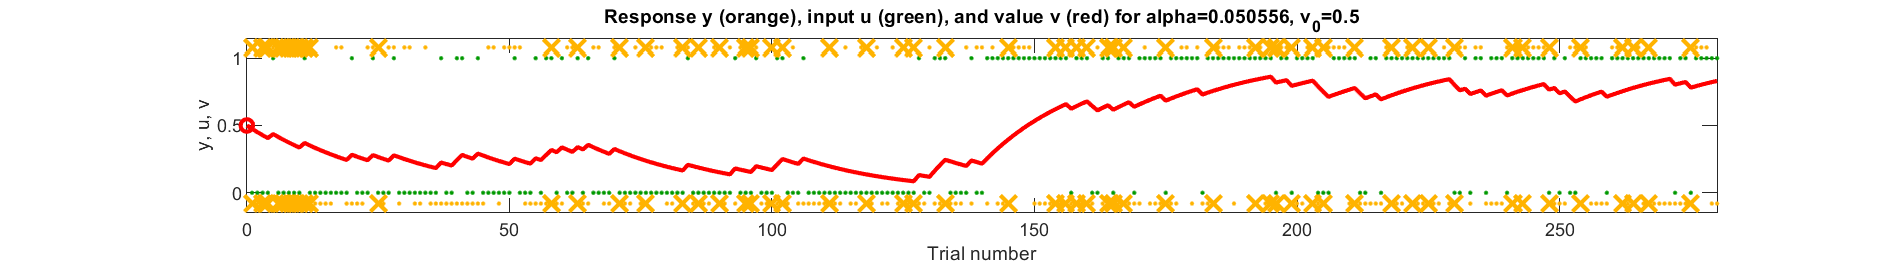 Response y (orange), input u (green), and value v (red) for alpha=0.050556, v0=0.5
y, u, v
1
0.5
0
0 50 100 150 200 250
Trial number